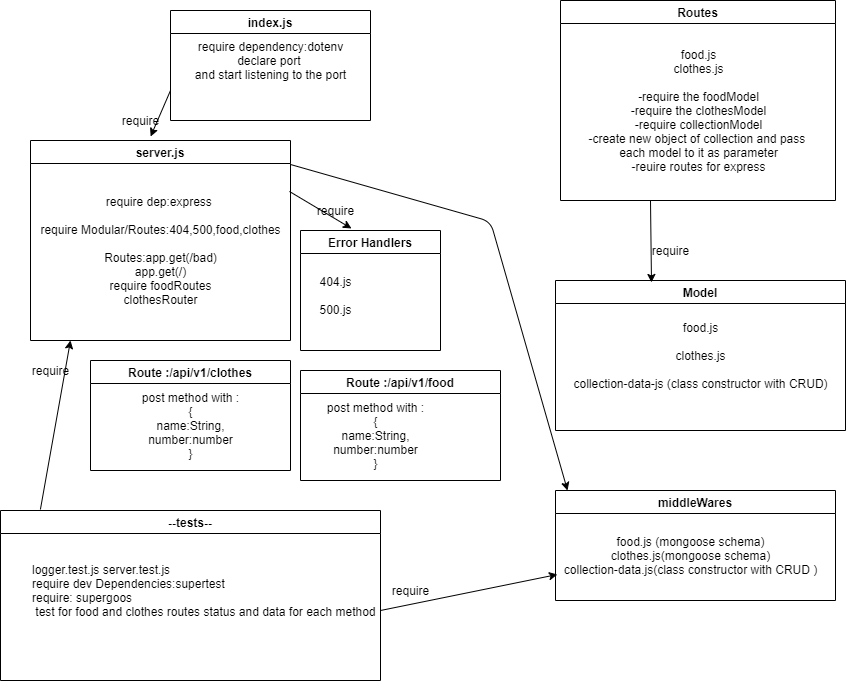 index.js
require dependency:dotenv
declare port
and start listening to the port
require
server.js
require dep:express
require Modular/Routes:404,500,food,clothes
Routes:app.get(/bad)
app.get(/)
require foodRoutes
clothesRouter
require
Error Handlers
404.js
500.js
Routes
food.js
clothes.js
-require the foodModel
-require the clothesModel
-require collectionModel
-create new object of collection and pass
each model to it as parameter
-reuire routes for express
require
Model
food.js
clothes.js
collection-data-js (class constructor with CRUD)
require
Route :/api/v1/clothes
post method with :
{
name:String,
number:number
}
Route :/api/v1/food
post method with :
{
name:String,
number:number
}
middleWares
food.js (mongoose schema)
clothes.js(mongoose schema)
collection-data.js(class constructor with CRUD )
--tests--
logger.test.js server.test.js
require dev Dependencies:supertest
require: supergoos
test for food and clothes routes status and data for each method
require